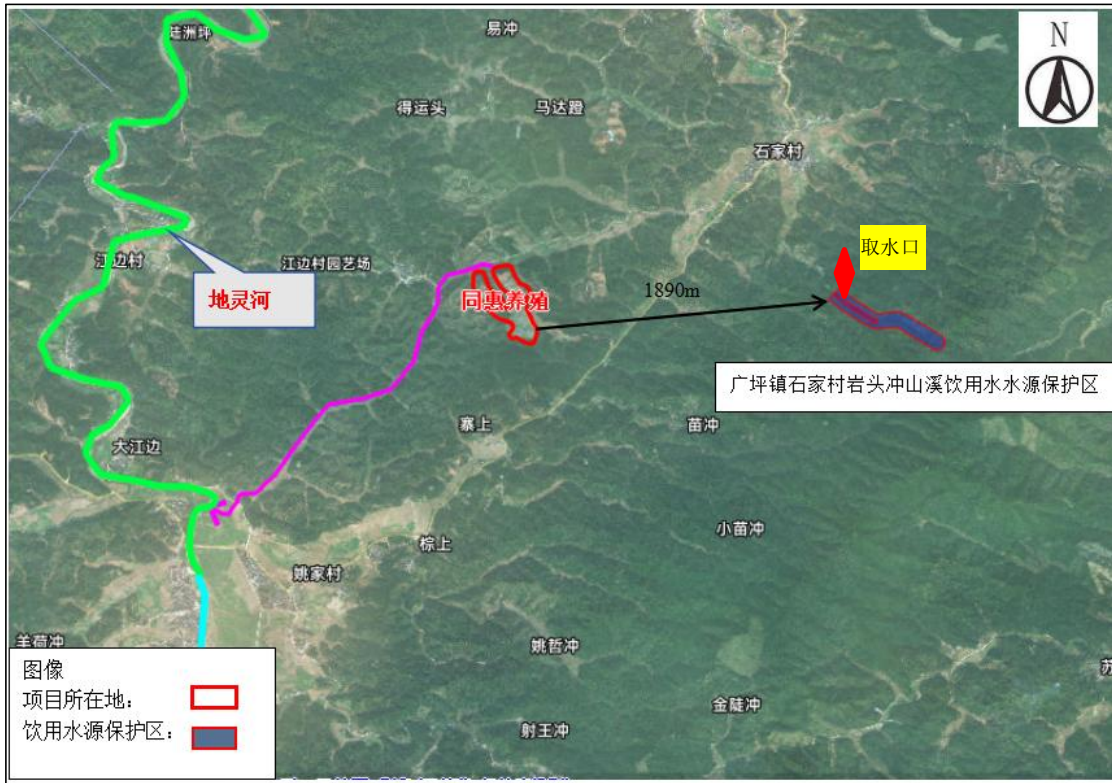 易冲
N
得运头
马达蹬
石家村
取水口
江边村
江边村园艺场
地灵河
同惠养殖
1890m
广坪镇石家村岩头冲山溪饮用水水源保护区
寨上
苗冲
大江边
小苗冲
棕上
姚家村
羊荷冲
姚哲冲
金陡冲
射王冲
图像
项目所在地：
饮用水源保护区：